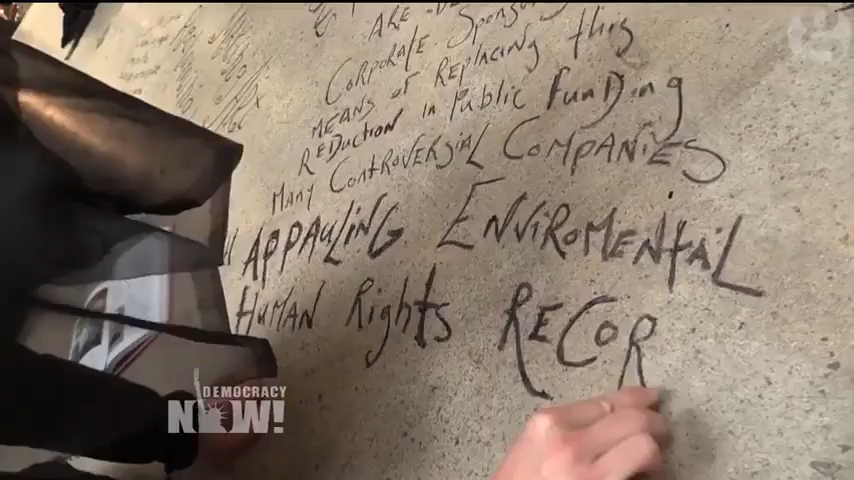 ARE
CORPORATE Sponsor
MEANS OF REPLACING this
REDUCTION in Public FunDing
MANY CONTROVERSIAL COMPANIES
APPAULING ENVIROMENTAL
HUMAN Rights RECOR
DEMOCRACY
NOW!